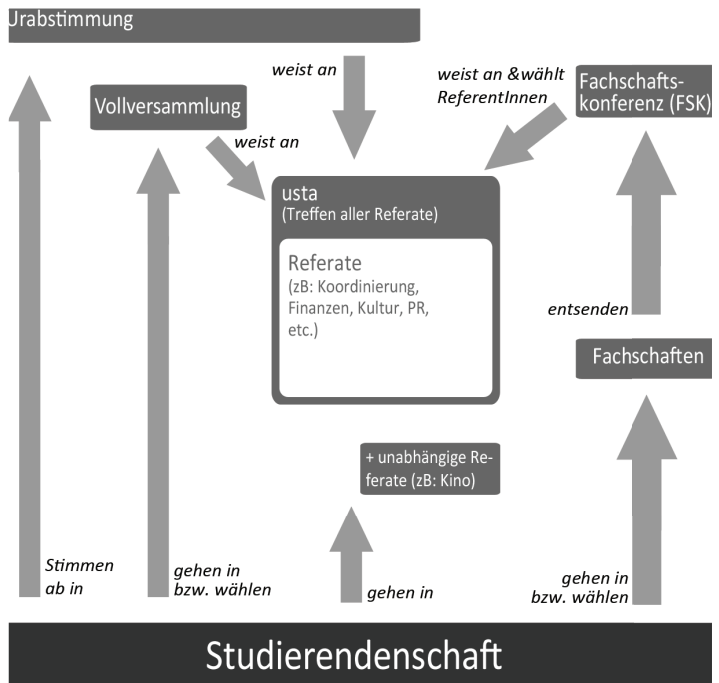 Urabstimmung
weist an
weist an &wählt
ReferentInnen
Fachschafts-
konferenz (FSK)
Vollversammlung
weist an
usta
(Treffen aller Referate)
Referate
(zB: Koordinierung,
Finanzen, Kultur, PR,
etc.)
entsenden
Fachschaften
+ unabhängige Re-
ferate (zB: Kino)
Stimmen
ab in
gehen in
bzw. wählen
gehen in
gehen in
bzw. wählen
Studierendenschaft